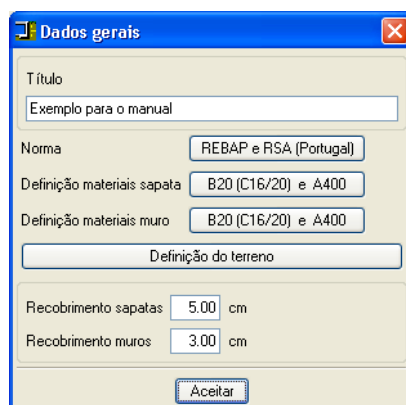 Dados gerais
Título
Exemplo para o manual
Norma REBAP e RSA (Portugal)
Definição materiais sapata B20 (C16/20) e A400
Definição materiais muro B20 (C16/20) e A400
Definição do terreno
Recobrimento sapatas 5.00 cm
Recobrimento muros 3.00 cm
Aceitar